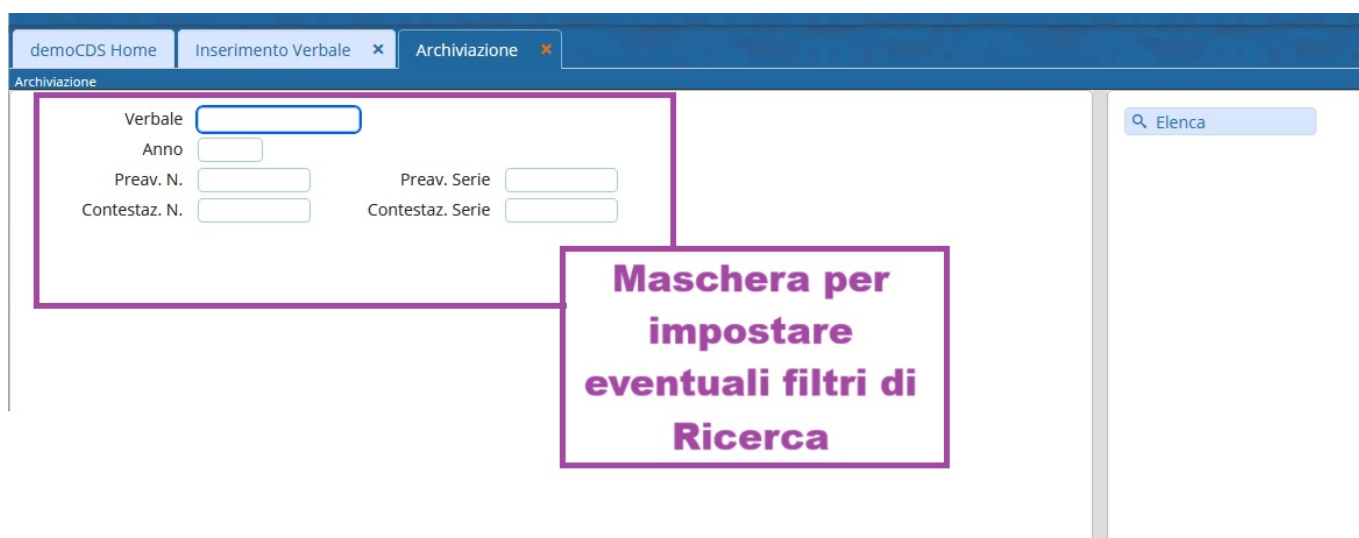 demoCDS Home Inserimento Verbale × Archiviazione ×
Archiviazione
Verbale
Elenca
Anno
Preav. N. Preav. Serie
Contestaz. N. Contestaz. Serie
Maschera per
impostare
eventuali filtri di
Ricerca